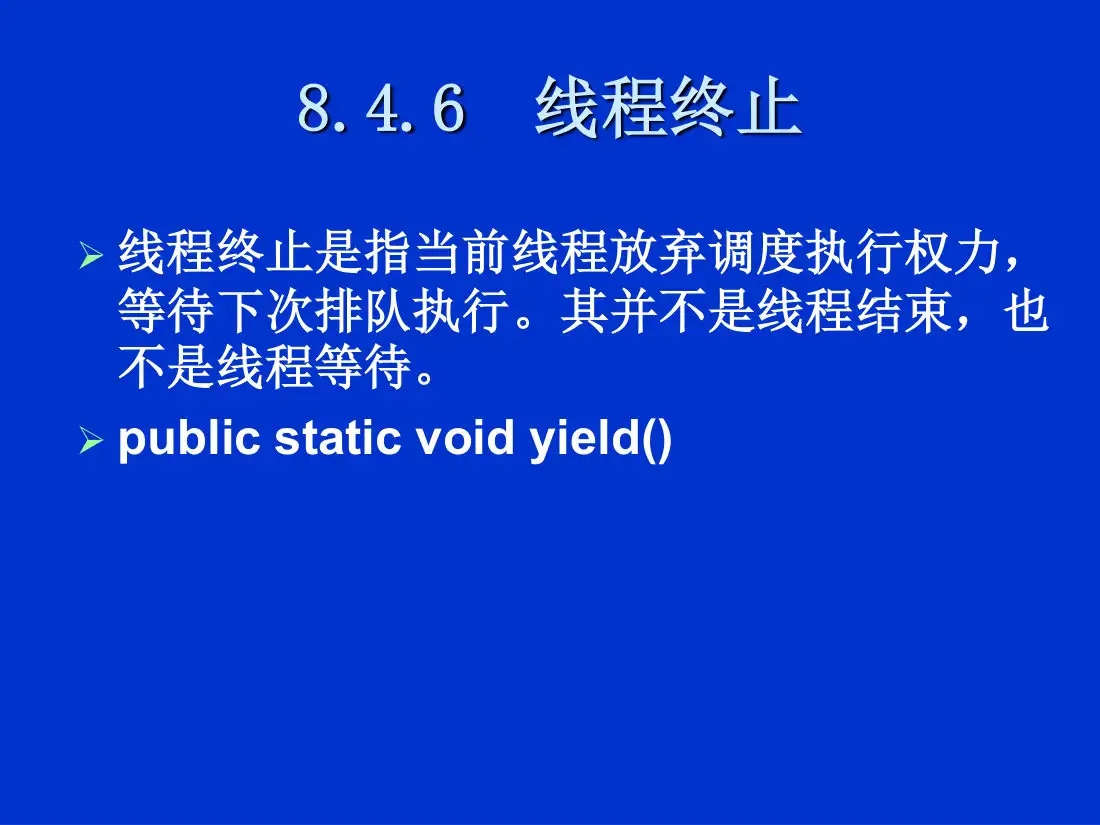 8.4.6 线程终止
线程终止是指当前线程放弃调度执行权力，
等待下次排队执行。其并不是线程结束，也
不是线程等待。
public static void yield()